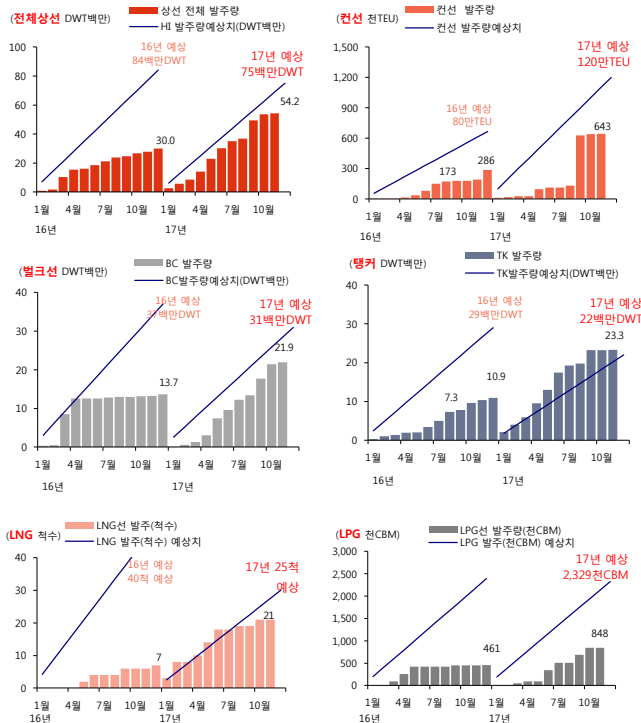 (전체상선 DWT백만)
상선 전체 발주량
HI 발주량예상치(DWT백만)
100
80
60
40
20
0
16년 예상
84백만DWT
17년 예상
75백만DWT
30.0
54.2
1월 4월 7월 10월 1월 4월 7월 10월
16년 17년
(컨선 천TEU)
컨선 발주량
컨선 발주예상치
1,500
1,200
900
600
300
0
16년 예상
80만TEU
17년 예상
120만TEU
173
286
643
1월 4월 7월 10월 1월 4월 7월 10월
16년 17년
(벌크선 DWT백만)
BC 발주량
BC발주량예상치(DWT백만)
40
30
20
10
0
16년 예상
37백만DWT
17년 예상
31백만DWT
13.7
21.9
1월 4월 7월 10월 1월 4월 7월 10월
16년 17년
(탱커 DWT백만)
TK 발주량
TK발주량예상치(DWT백만)
40
30
20
10
0
16년 예상
29백만DWT
17년 예상
22백만DWT
7.3
10.9
23.3
1월 4월 7월 10월 1월 4월 7월 10월
16년 17년
(LNG 척수)
LNG선 발주(척수)
LNG 발주(척수) 예상치
40
30
20
10
0
16년 예상
40척 예상
17년 25척
예상
7
21
1월 4월 7월 10월 1월 4월 7월 10월
16년 17년
(LPG 천CBM)
LPG선 발주량(천CBM)
LPG 발주(천CBM) 예상치
3,000
2,500
2,000
1,500
1,000
500
0
17년 예상
2,329천CBM
461
848
1월 4월 7월 10월 1월 4월 7월 10월
16년 17년